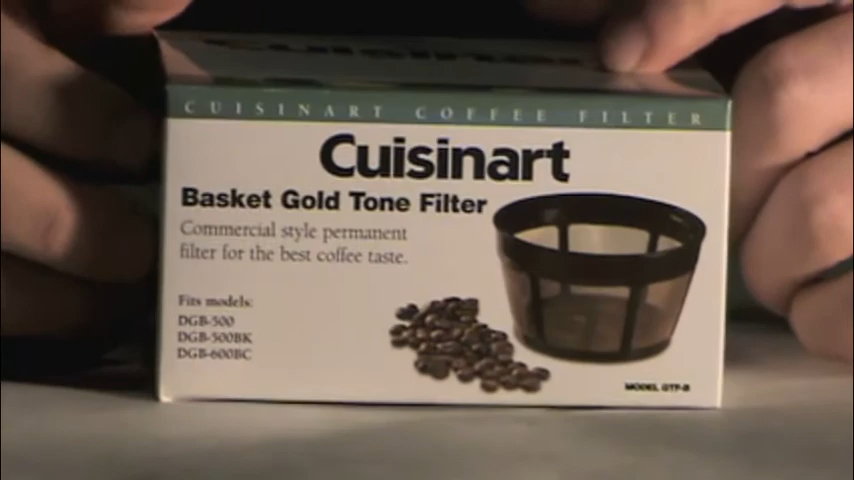 Cuisinart
CUISINART COFFEE FILTER
Cuisinart
Basket Gold Tone Filter
Commercial style permanent
filter for the best coffee taste.
Fits models:
DGB-500
DGB-500BK
DGB-600BC
MODEL GTF-B